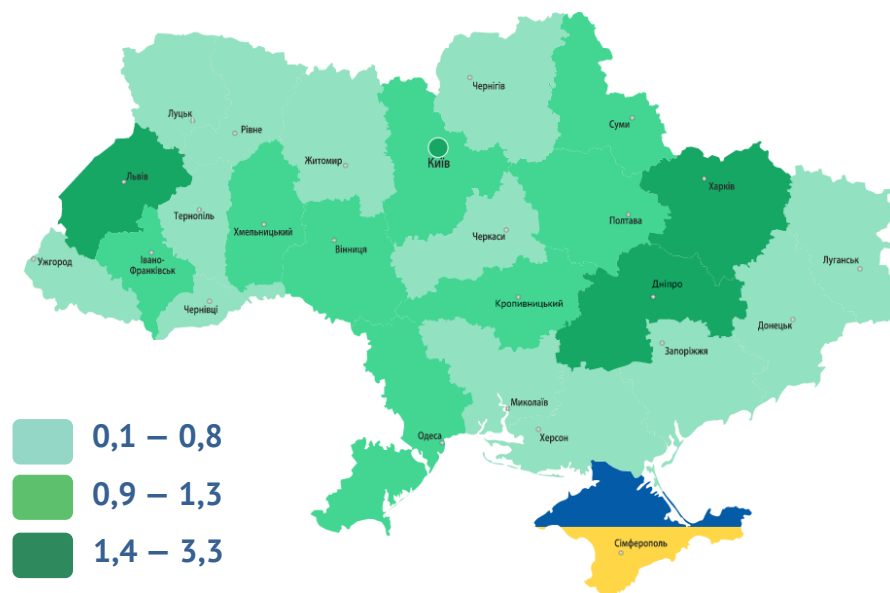 Чернігів
Луцьк
Рівне
Суми
Київ
Житомир
Львів
Харків
Тернопіль
Полтава
Хмельницький
Черкаси
Вінниця
Ужгород
Івано-
Франківськ
Луганськ
Дніпро
Чернівці
Кропивницький
Донецьк
Запоріжжя
Миколаїв
Одеса
Херсон
Сімферополь
0,1 — 0,8
0,9 — 1,3
1,4 — 3,3